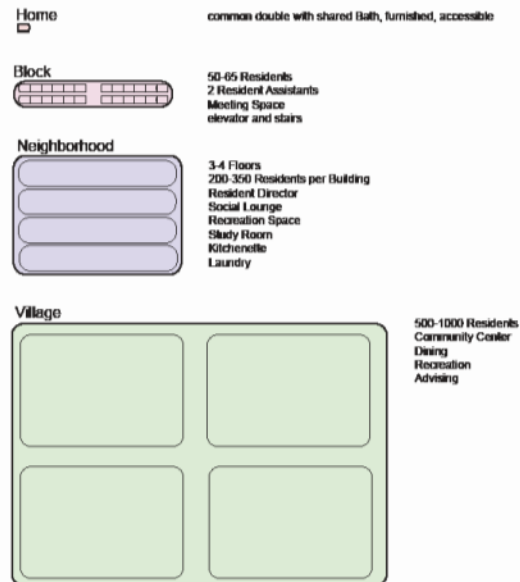 Home
common double with shared Bath, furnished, accessible
Block
50-65 Residents
2 Resident Assistants
Meeting Space
elevator and stairs
Neighborhood
3-4 Floors
200-350 Residents per Building
Resident Director
Social Lounge
Recreation Space
Study Room
Kitchenette
Laundry
Village
500-1000 Residents
Community Center
Dining
Recreation
Advising